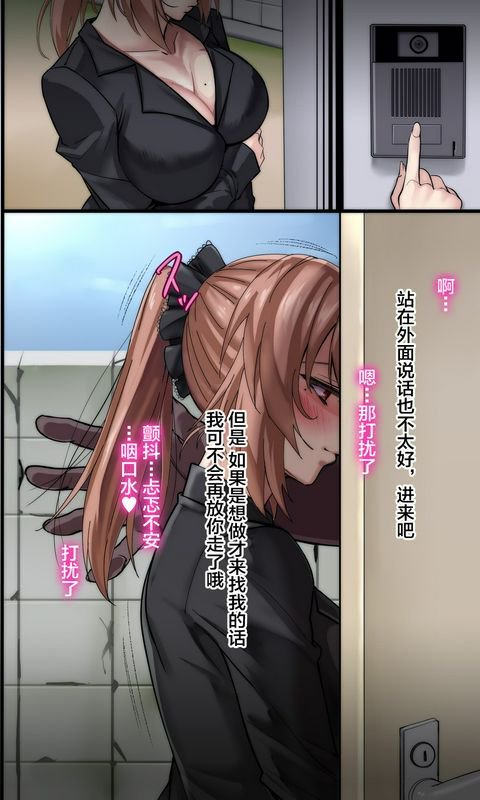 啊…
站在外面说话也不太好，进来吧
嗯…那打扰了
但是 如果是想做才来找我的话
我可不会再放你走了哦
スッ
颤抖…忐忑不安
…咽口水♥
打扰了